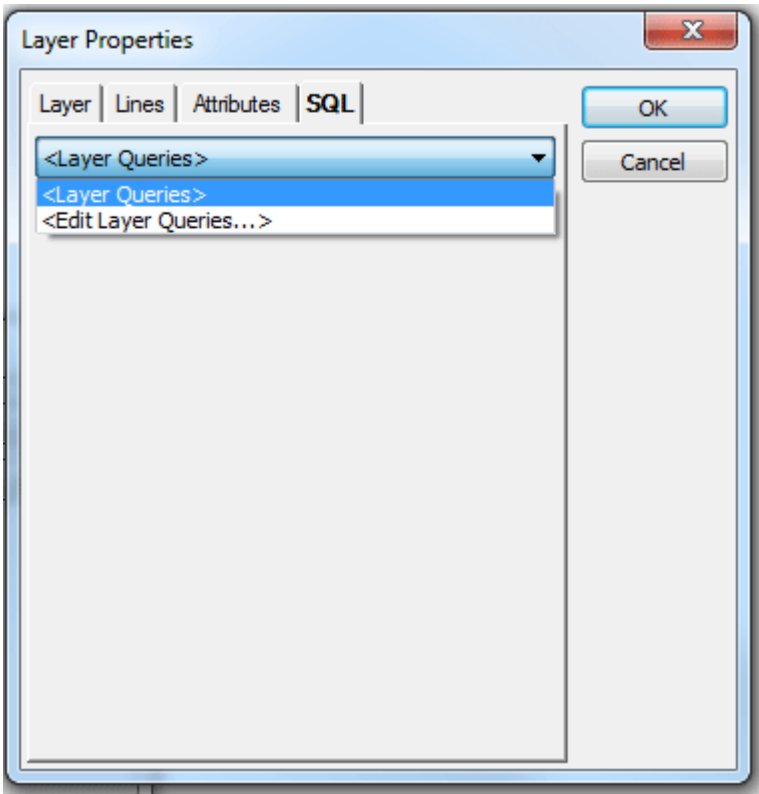 Layer Properties
Layer Lines Attributes SQL
OK
<Layer Queries>
Cancel
<Layer Queries>
<Edit Layer Queries...>